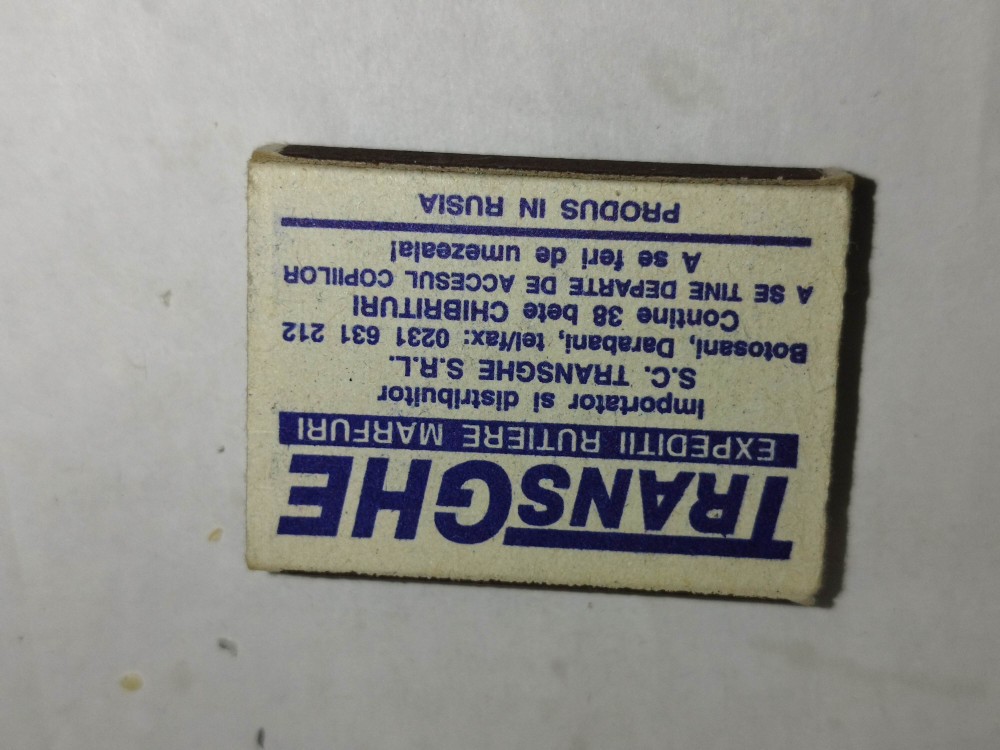 TRANSGHE
EXPEDITII RUTIERE MARFURI
Importator si distribuitor
S.C. TRANSGHE S.R.L.
Botosani, Darabani, tel/fax: 0231 631 212
Contine 38 bete CHIBRITURI
A SE TINE DEPARTE DE ACCESUL COPIILOR
A se feri de umezeala!
PRODUS IN RUSIA